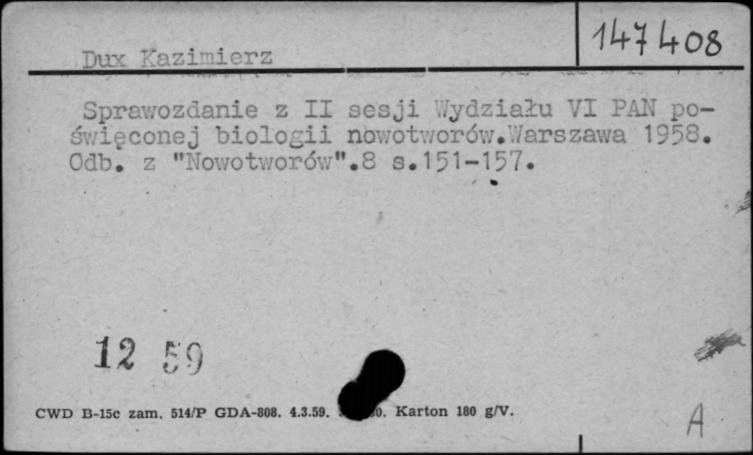 147408
Dux Kazimierz
Sprawozdanie z II sesji Wydziału VI PAN po-
święconej biologii nowotworów.Warszawa 1958.
Odb. z "Nowotworów".8 s.151-157.
12 59
CWD B-15c zam. 514/P GDA-808. 4.3.59. Karton 180 g/V.
A